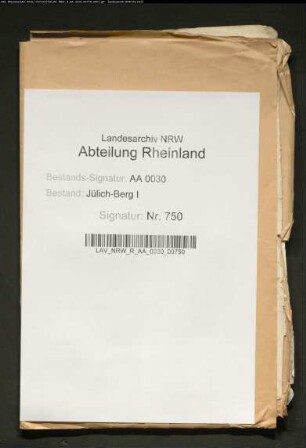 Landesarchiv NRW
Abteilung Rheinland
Bestands-Signatur: AA 0030
Bestand: Jülich-Berg I
Signatur: Nr. 750
LAV_NRW_R_AA_0030_00750